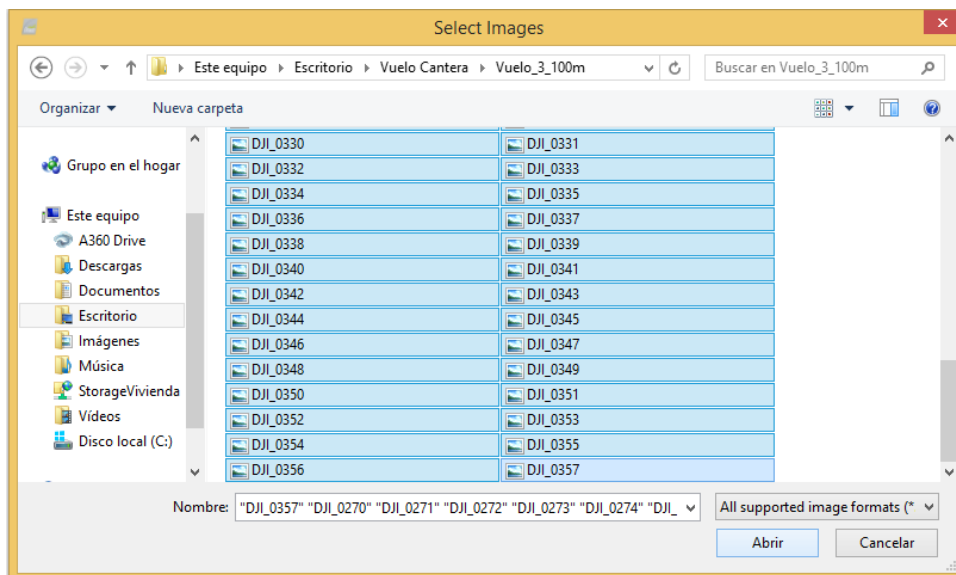 Select Images
Este equipo Escritorio Vuelo Cantera Vuelo_3_100m Buscar en Vuelo_3_100m
Organizar Nueva carpeta
Grupo en el hogar
Este equipo
A360 Drive
Descargas
Documentos
Escritorio
Imágenes
Música
StorageVivienda
Vídeos
Disco local (C:)
DJI_0330 DJI_0331
DJI_0332 DJI_0333
DJI_0334 DJI_0335
DJI_0336 DJI_0337
DJI_0338 DJI_0339
DJI_0340 DJI_0341
DJI_0342 DJI_0343
DJI_0344 DJI_0345
DJI_0346 DJI_0347
DJI_0348 DJI_0349
DJI_0350 DJI_0351
DJI_0352 DJI_0353
DJI_0354 DJI_0355
DJI_0356 DJI_0357
Nombre: "DJI_0357" "DJI_0270" "DJI_0271" "DJI_0272" "DJI_0273" "DJI_0274" "DJI_ All supported image formats (*
Abrir Cancelar